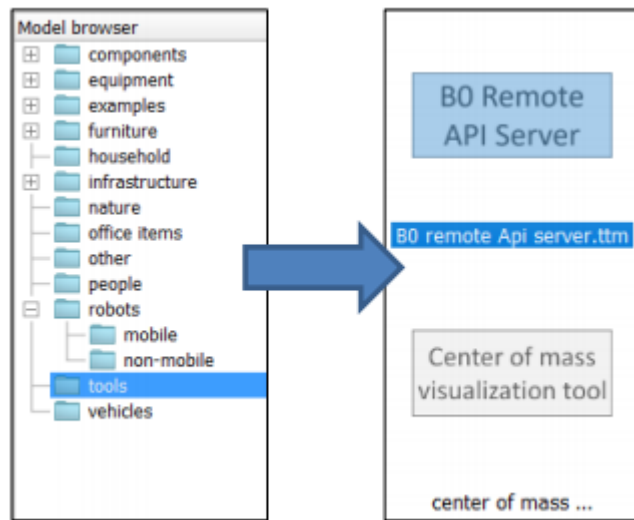 Model browser
components
equipment
examples
furniture
household
infrastructure
nature
office items
other
people
robots
mobile
non-mobile
tools
vehicles
B0 Remote
API Server
B0 remote Api server.ttm
Center of mass
visualization tool
center of mass ...